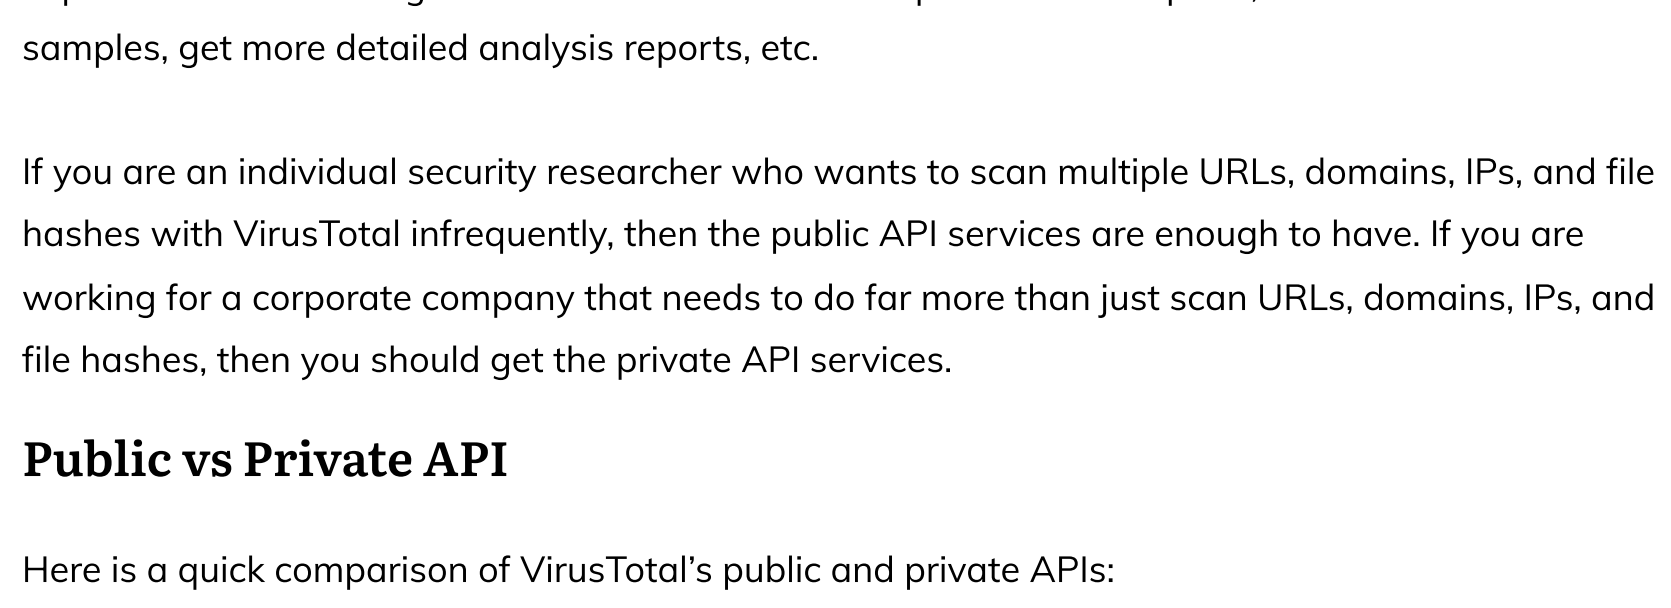 samples, get more detailed analysis reports, etc.
If you are an individual security researcher who wants to scan multiple URLs, domains, IPs, and file
hashes with VirusTotal infrequently, then the public API services are enough to have. If you are
working for a corporate company that needs to do far more than just scan URLs, domains, IPs, and
file hashes, then you should get the private API services.
Public vs Private API
Here is a quick comparison of VirusTotal’s public and private APIs: